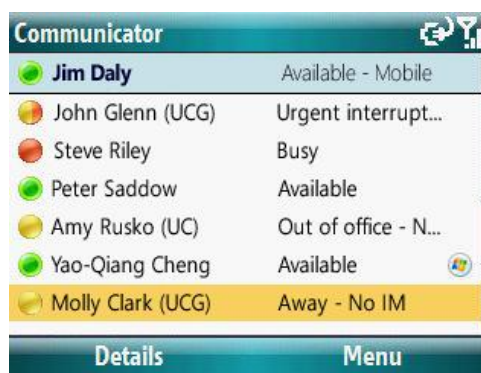 Communicator
Jim Daly Available - Mobile
John Glenn (UCG) Urgent interrupt...
Steve Riley Busy
Peter Saddow Available
Amy Rusko (UC) Out of office - N...
Yao-Qiang Cheng Available
Molly Clark (UCG) Away - No IM
Details Menu